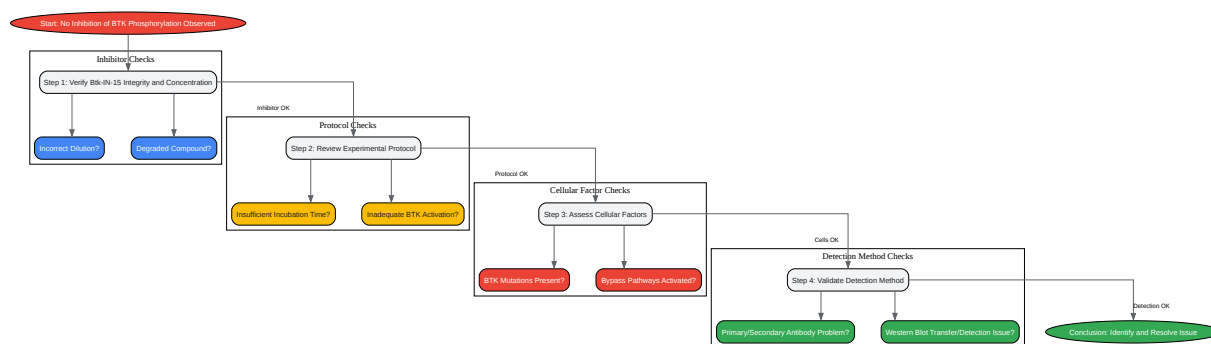 Start: No Inhibition of BTK Phosphorylation Observed
Inhibitor Checks
Step 1: Verify Btk-IN-15 Integrity and Concentration
Incorrect Dilution?
Degraded Compound?
Inhibitor OK
Protocol Checks
Step 2: Review Experimental Protocol
Insufficient Incubation Time?
Inadequate BTK Activation?
Protocol OK
Cellular Factor Checks
Step 3: Assess Cellular Factors
BTK Mutations Present?
Bypass Pathways Activated?
Cells OK
Detection Method Checks
Step 4: Validate Detection Method
Primary/Secondary Antibody Problem?
Western Blot Transfer/Detection Issue?
Detection OK
Conclusion: Identify and Resolve Issue